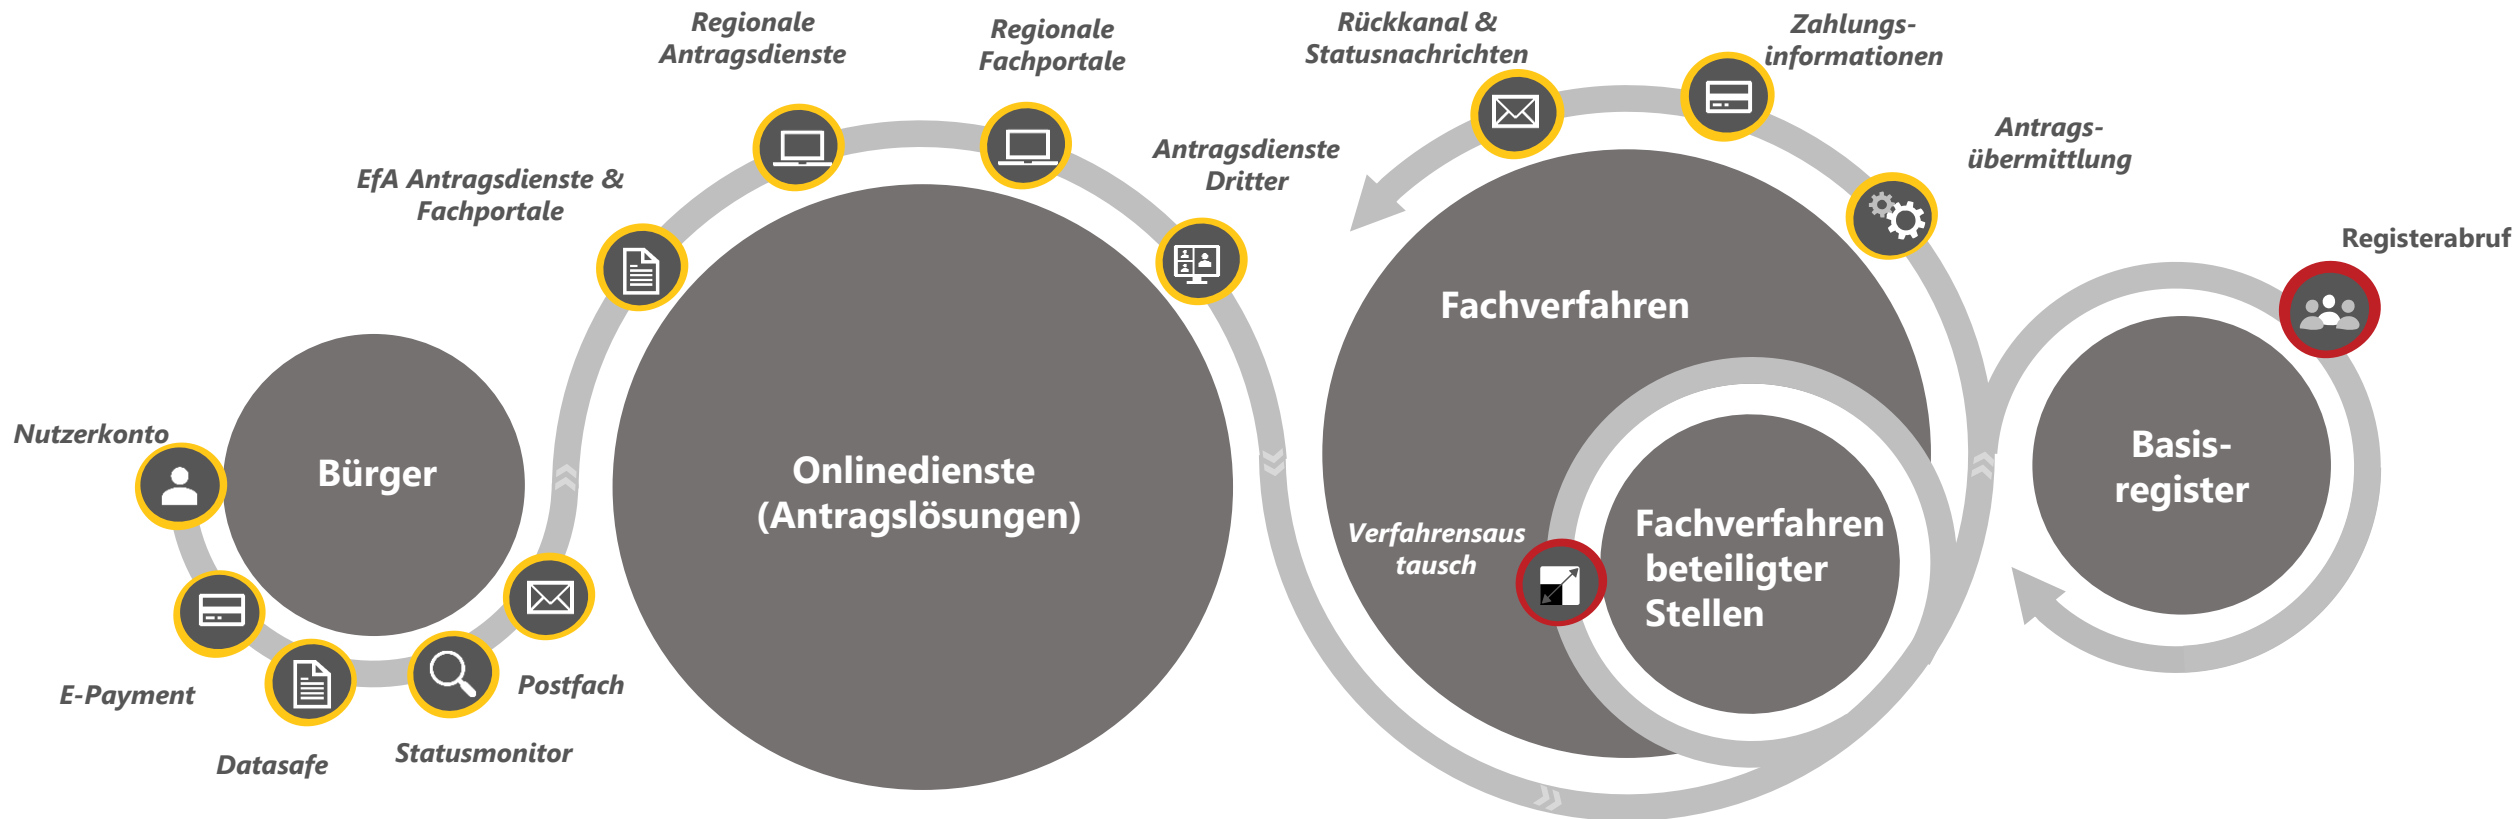 Regionale
Antragsdienste
Regionale
Fachportale
Rückkanal &
Statusnachrichten
Zahlungs-
informationen
Antrags-
übermittlung
Antragsdienste
Dritter
EfA Antragsdienste &
Fachportale
Registerabruf
Fachverfahren
Nutzerkonto
Bürger
Onlinedienste
(Antragslösungen)
Basis-
register
Verfahrensaus
tausch
Fachverfahren
beteiligter
Stellen
E-Payment
Postfach
Datasafe
Statusmonitor